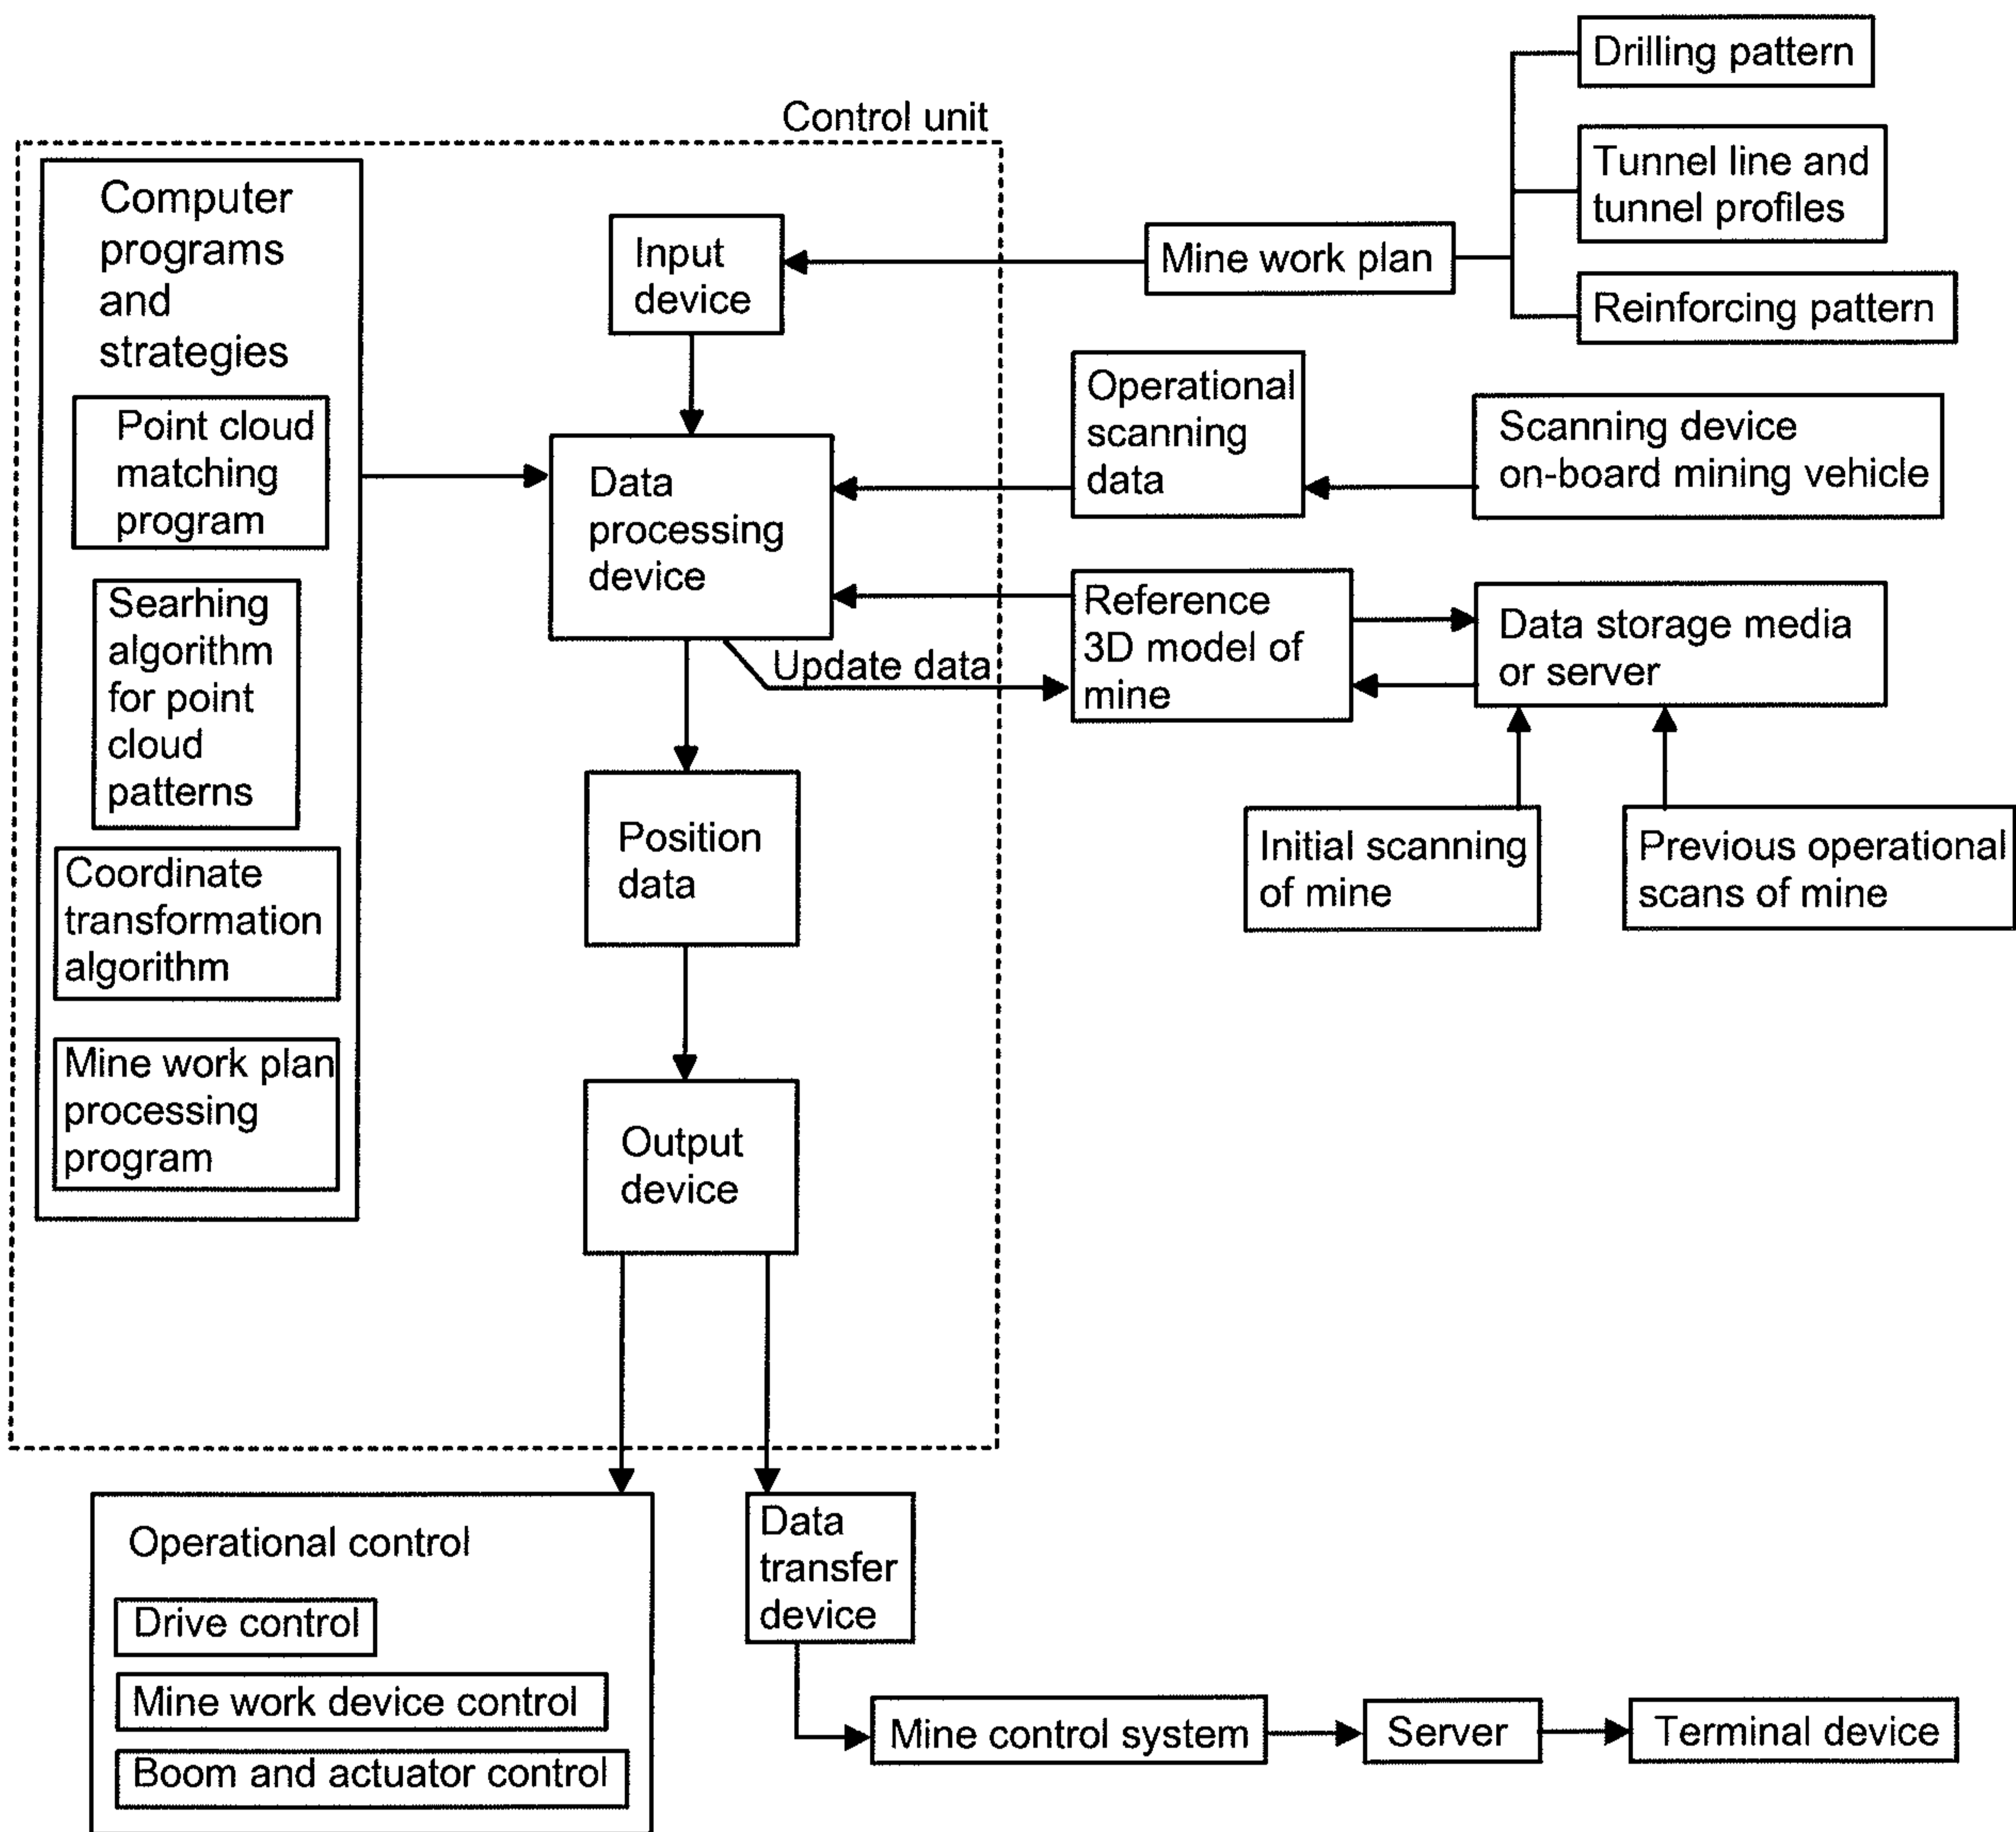 Control unit
Computer
programs
and
strategies
Point cloud
matching
program
Searhing
algorithm
for point
cloud
patterns
Coordinate
transformation
algorithm
Mine work plan
processing
program
Input
device
Data
processing
device
Update data
Position
data
Output
device
Mine work plan
Drilling pattern
Tunnel line and
tunnel profiles
Reinforcing pattern
Operational
scanning
data
Scanning device
on-board mining vehicle
Reference
3D model of
mine
Data storage media
or server
Initial scanning
of mine
Previous operational
scans of mine
Operational control
Drive control
Mine work device control
Boom and actuator control
Data
transfer
device
Mine control system
Server
Terminal device